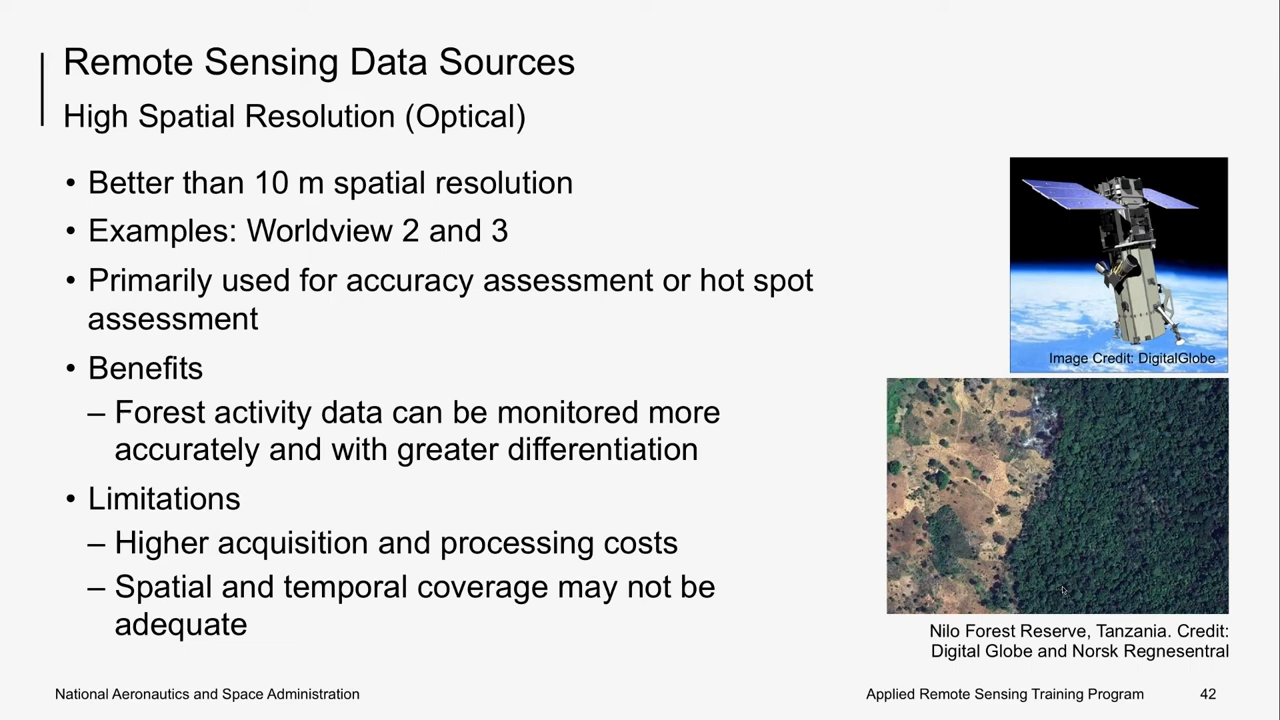 Remote Sensing Data Sources
High Spatial Resolution (Optical)
• Better than 10 m spatial resolution
• Examples: Worldview 2 and 3
• Primarily used for accuracy assessment or hot spot
assessment
• Benefits
– Forest activity data can be monitored more
accurately and with greater differentiation
• Limitations
– Higher acquisition and processing costs
– Spatial and temporal coverage may not be
adequate
Image Credit: DigitalGlobe
Nilo Forest Reserve, Tanzania. Credit:
Digital Globe and Norsk Regnesentral
National Aeronautics and Space Administration
Applied Remote Sensing Training Program
42